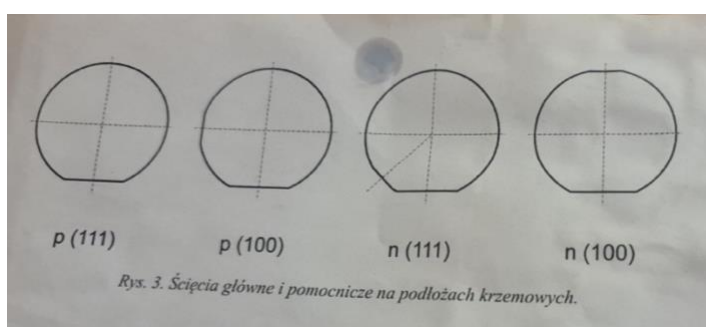 p (111) p (100) n (111) n (100)
Rys. 3. Ścięcia główne i pomocnicze na podłożach krzemowych.